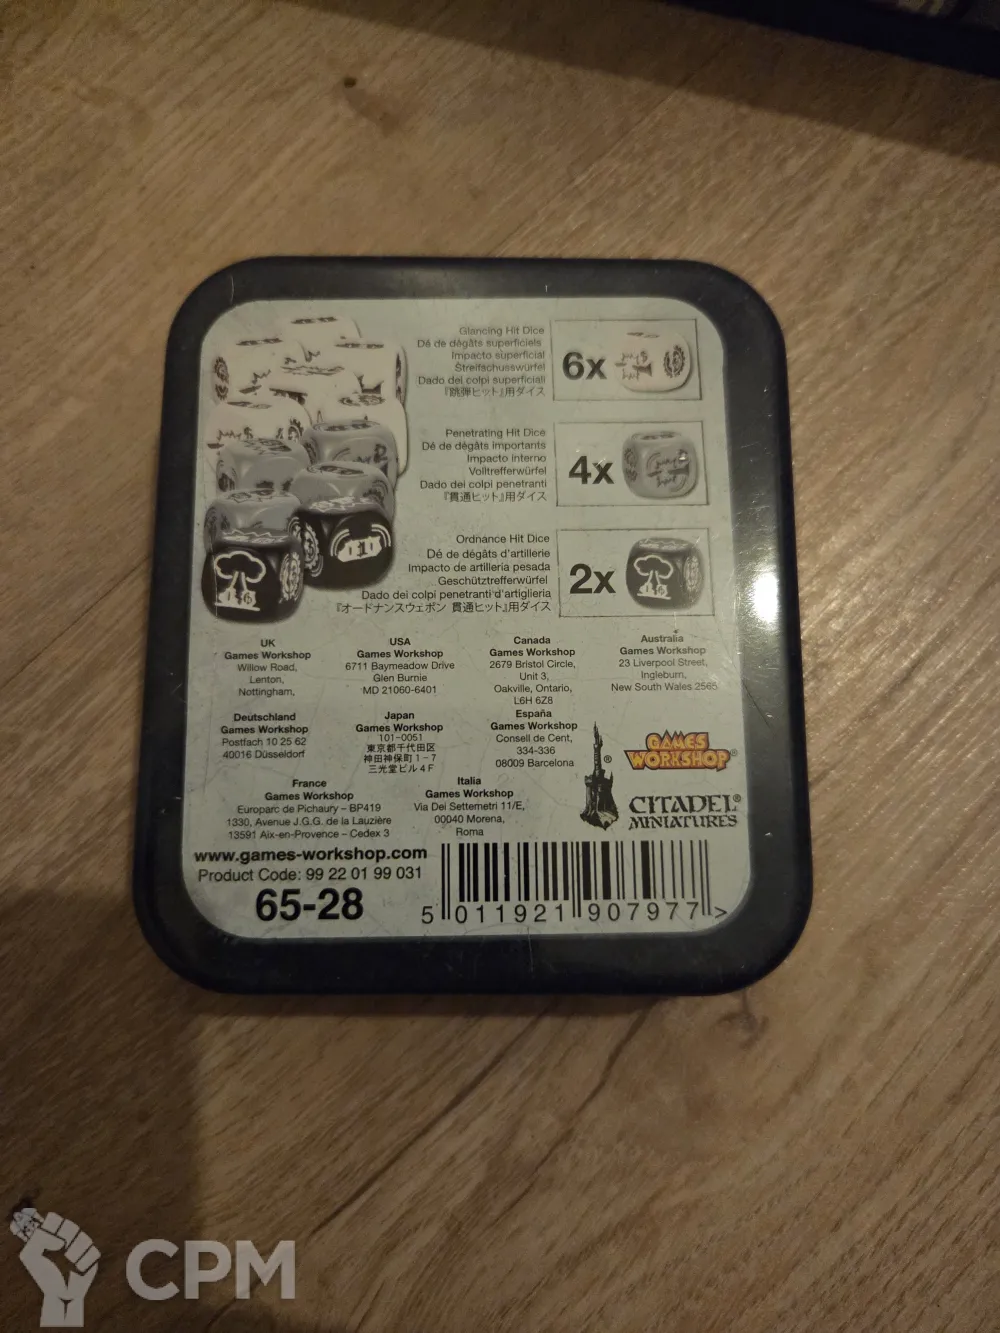 Glancing Hit Dice
Dé de dégâts superficiels
Impacto superficial
Streifschusswürfel
Dado dei colpi superficiali
『跳弾ヒット』用ダイス
6x
Penetrating Hit Dice
Dé de dégâts importants
Impacto interno
Volltrefferwürfel
Dado dei colpi penetranti
『貫通ヒット』用ダイス
4x
Ordnance Hit Dice
Dé de dégâts d'artillerie
Impacto de artilleria pesada
Geschütztrefferwürfel
Dado dei colpi penetranti d'artiglieria
『オードナンスウェポン 貫通ヒット』用ダイス
2x
UK
Games Workshop
Willow Road,
Lenton,
Nottingham,
USA
Games Workshop
6711 Baymeadow Drive
Glen Burnie
MD 21060-6401
Canada
Games Workshop
2679 Bristol Circle,
Unit 3,
Oakville, Ontario,
L6H 6Z8
Australia
Games Workshop
23 Liverpool Street,
Ingleburn,
New South Wales 2565
Deutschland
Games Workshop
Postfach 10 25 62
40016 Düsseldorf
Japan
Games Workshop
101-0051
東京都千代田区
神田神保町1-7
三光堂ビル4F
España
Games Workshop
Consell de Cent,
334-336
08009 Barcelona
France
Games Workshop
Europarc de Pichaury – BP419
1330, Avenue J.G.G. de la Lauzière
13591 Aix-en-Provence – Cedex 3
Italia
Games Workshop
Via Dei Settemetri 11/E,
00040 Morena,
Roma
®
GAMES
WORKSHOP®
CITADEL®
MINIATURES
www.games-workshop.com
Product Code: 99 22 01 99 031
65-28
5 011921 907977 >
CPM